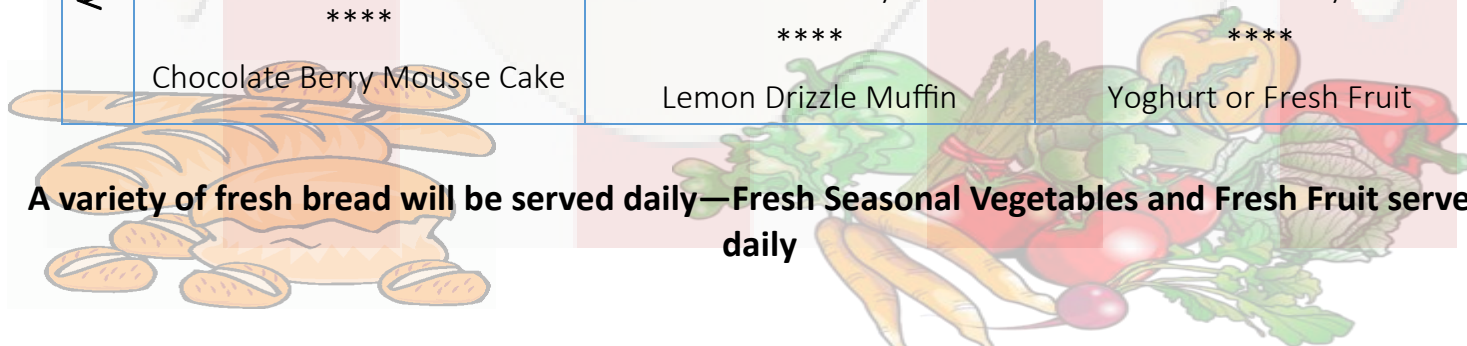 ****
Chocolate Berry Mousse Cake
****
Lemon Drizzle Muffin
****
Yoghurt or Fresh Fruit
A variety of fresh bread will be served daily—Fresh Seasonal Vegetables and Fresh Fruit serve
daily